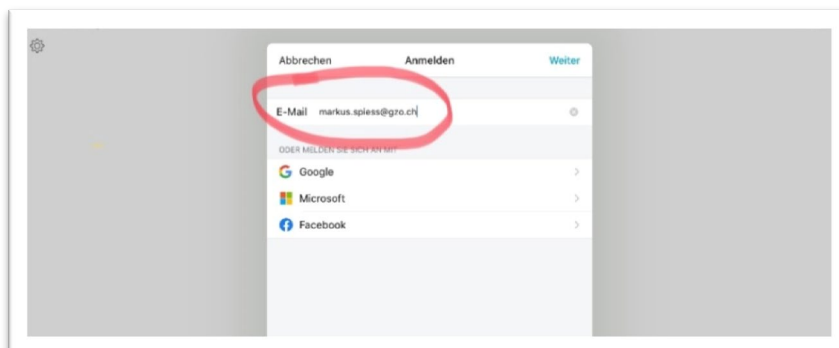 Abbrechen Anmelden Weiter
E-Mail markus.spiess@gzo.ch
ODER MELDEN SIE SICH AN MIT
Google
Microsoft
Facebook